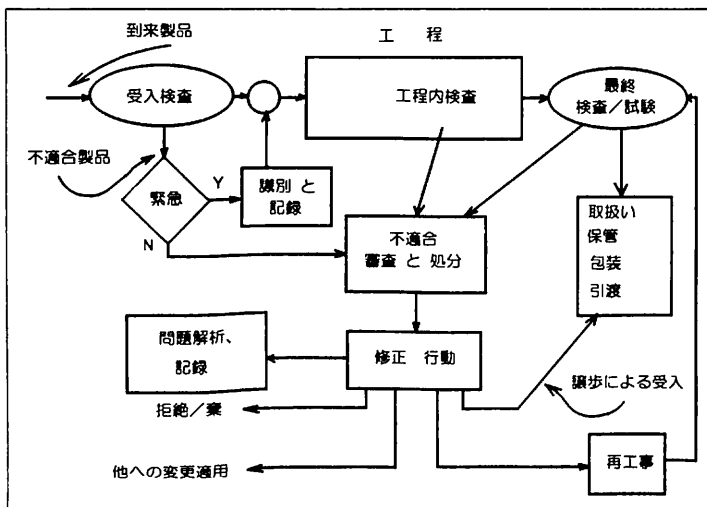 到来製品
工 程
受入検査
工程内検査
最終
検査／試験
不適合製品
緊急
Y
N
識別 と
記録
不適合
審査 と 処分
取扱い
保管
包装
引渡
問題解析、
記録
修正 行動
譲歩による受入
拒絶／棄
他への変更適用
再工事